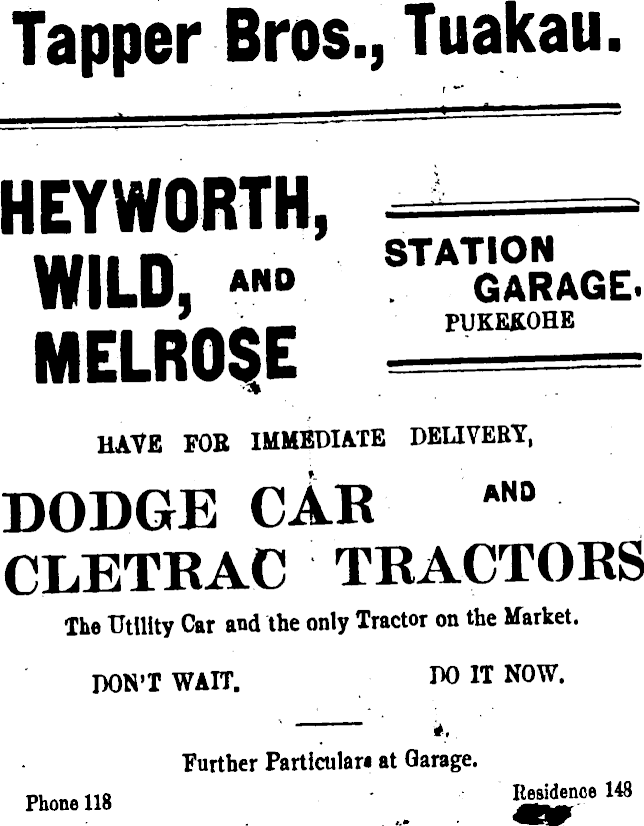 Tapper Bros., Tuakau.
HEYWORTH,
WILD, AND
MELROSE
STATION
GARAGE.
PUKEKOHE
HAVE FOR IMMEDIATE DELIVERY,
DODGE CAR AND
CLETRAC TRACTORS
The Utility Car and the only Tractor on the Market.
DON'T WAIT. DO IT NOW.
Further Particulars at Garage.
Phone 118 Residence 148